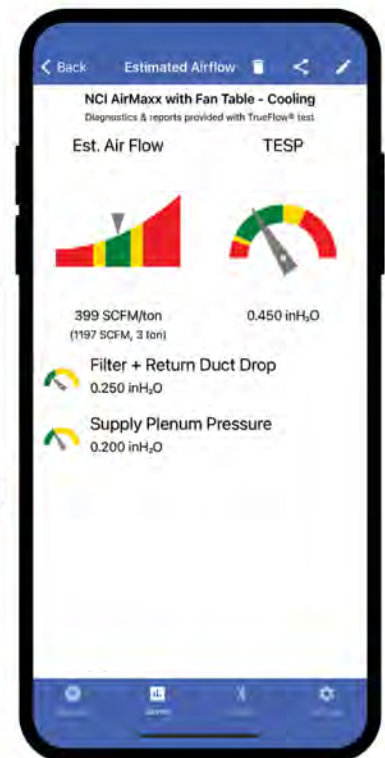 Back Estimated Airflow
NCI AirMaxx with Fan Table - Cooling
Diagnostics & reports provided with TrueFlow® test
Est. Air Flow TESP
399 SCFM/ton 0.450 inH₂O
(1197 SCFM, 3 ton)
Filter + Return Duct Drop
0.250 inH₂O
Supply Plenum Pressure
0.200 inH₂O